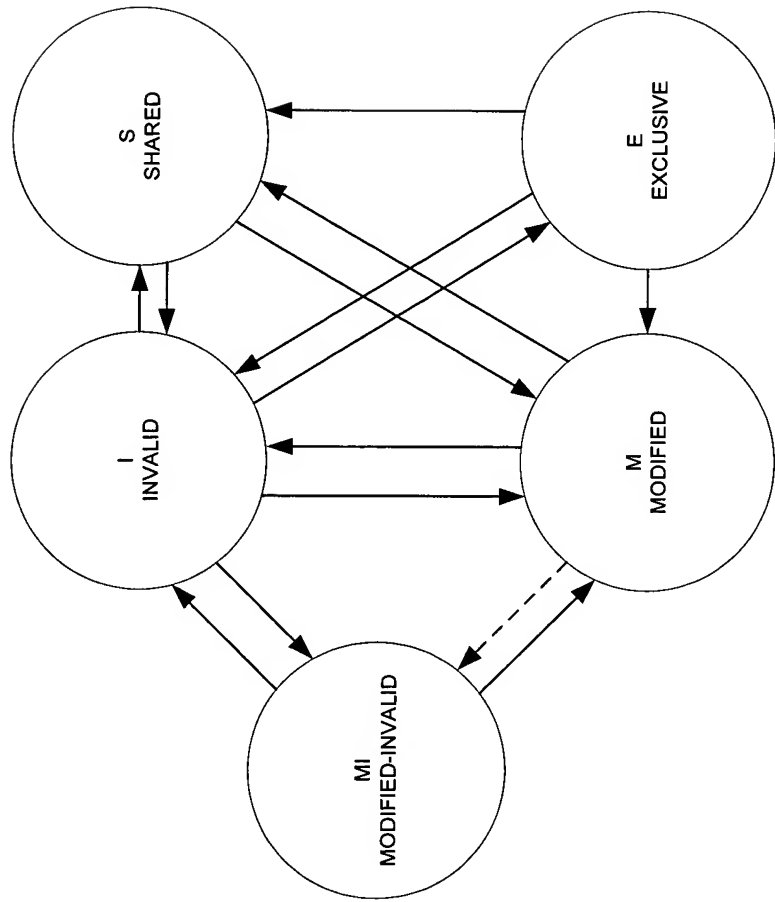 S
SHARED
E
EXCLUSIVE
I
INVALID
M
MODIFIED
MI
MODIFIED-INVALID